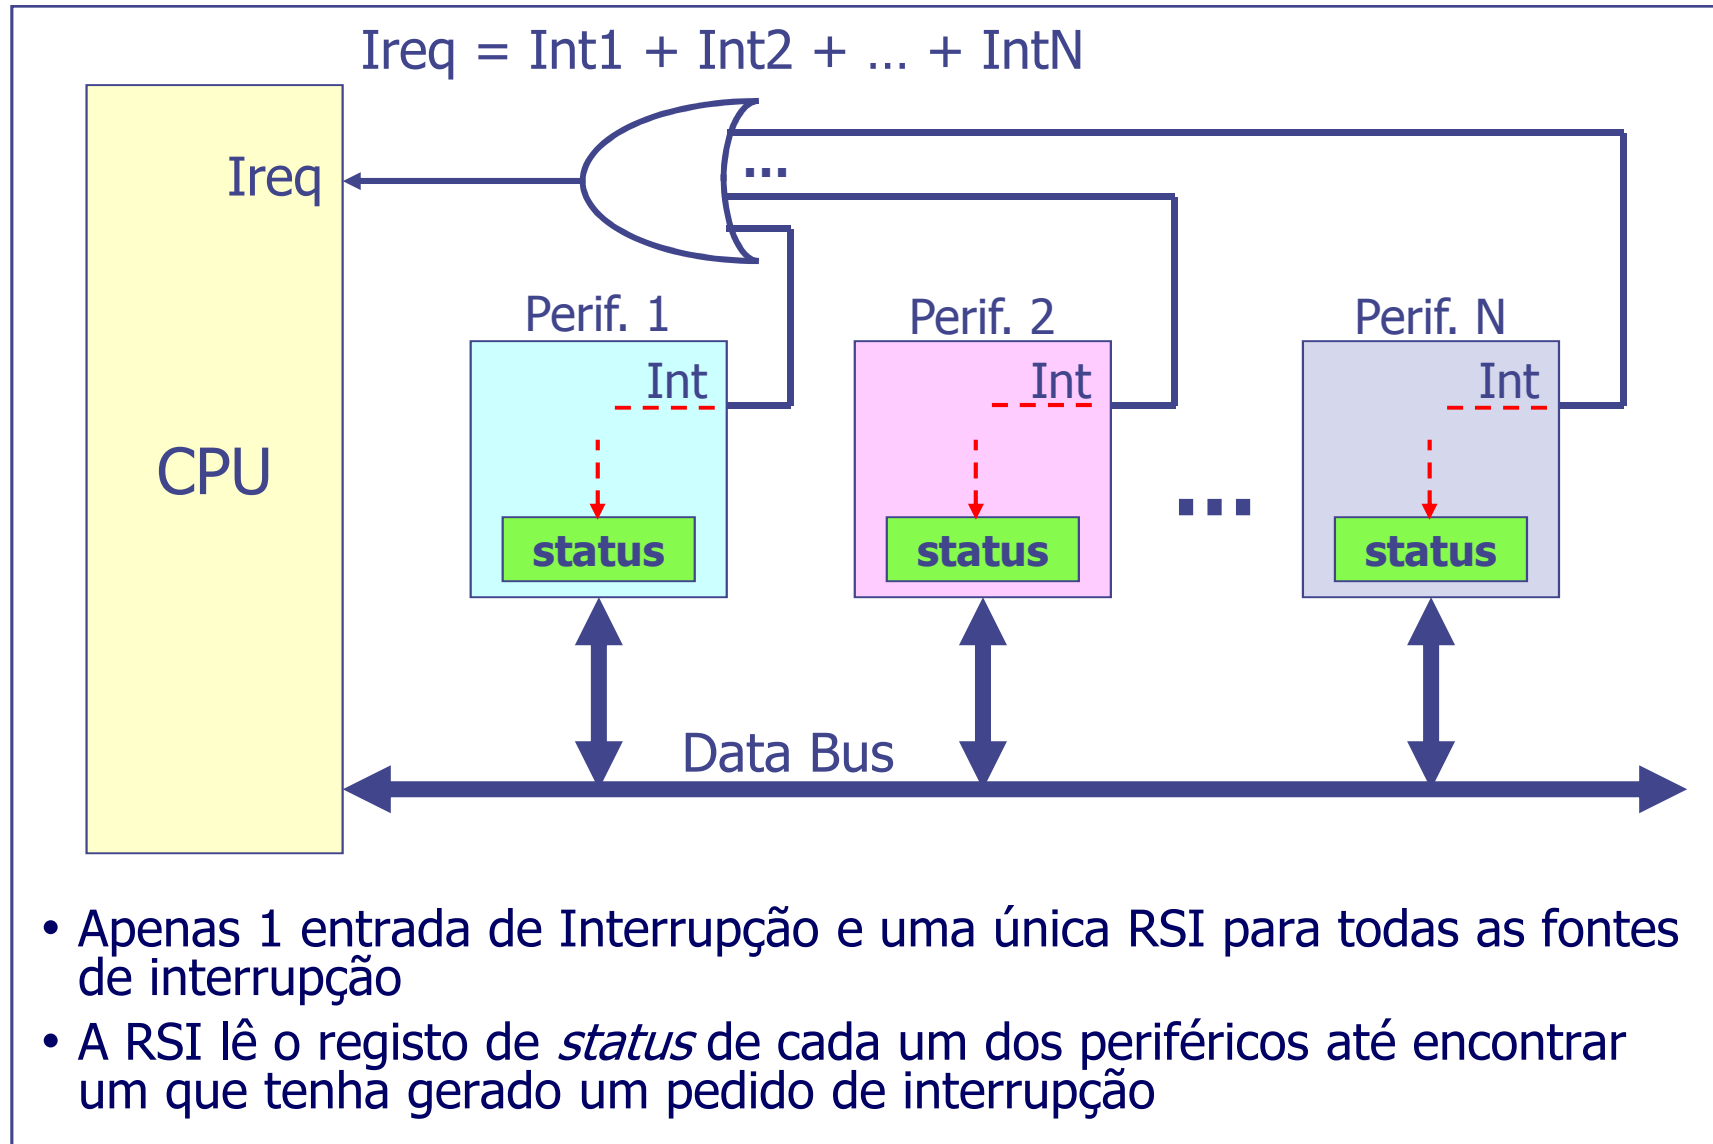 Ireq = Int1 + Int2 + … + IntN
Ireq
…
Perif. 1
Perif. 2
Perif. N
Int
Int
Int
CPU
…
status
status
status
Data Bus
• Apenas 1 entrada de Interrupção e uma única RSI para todas as fontes
de interrupção
• A RSI lê o registo de status de cada um dos periféricos até encontrar
um que tenha gerado um pedido de interrupção